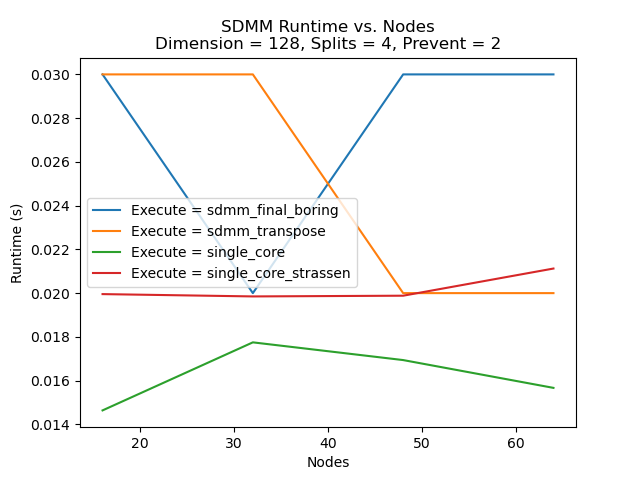 SDMM Runtime vs. Nodes
Dimension = 128, Splits = 4, Prevent = 2
0.030
0.028
0.026
0.024
0.022
0.020
0.018
0.016
0.014
Runtime (s)
Execute = sdmm_final_boring
Execute = sdmm_transpose
Execute = single_core
Execute = single_core_strassen
20 30 40 50 60
Nodes